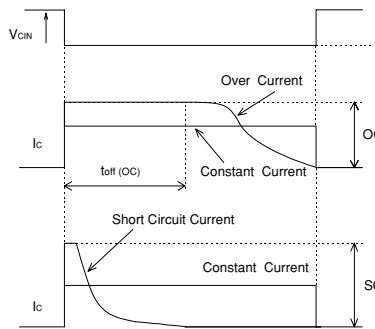 VCIN
Over Current
OC
IC
toff (OC)
Constant Current
Short Circuit Current
Constant Current
SC
IC